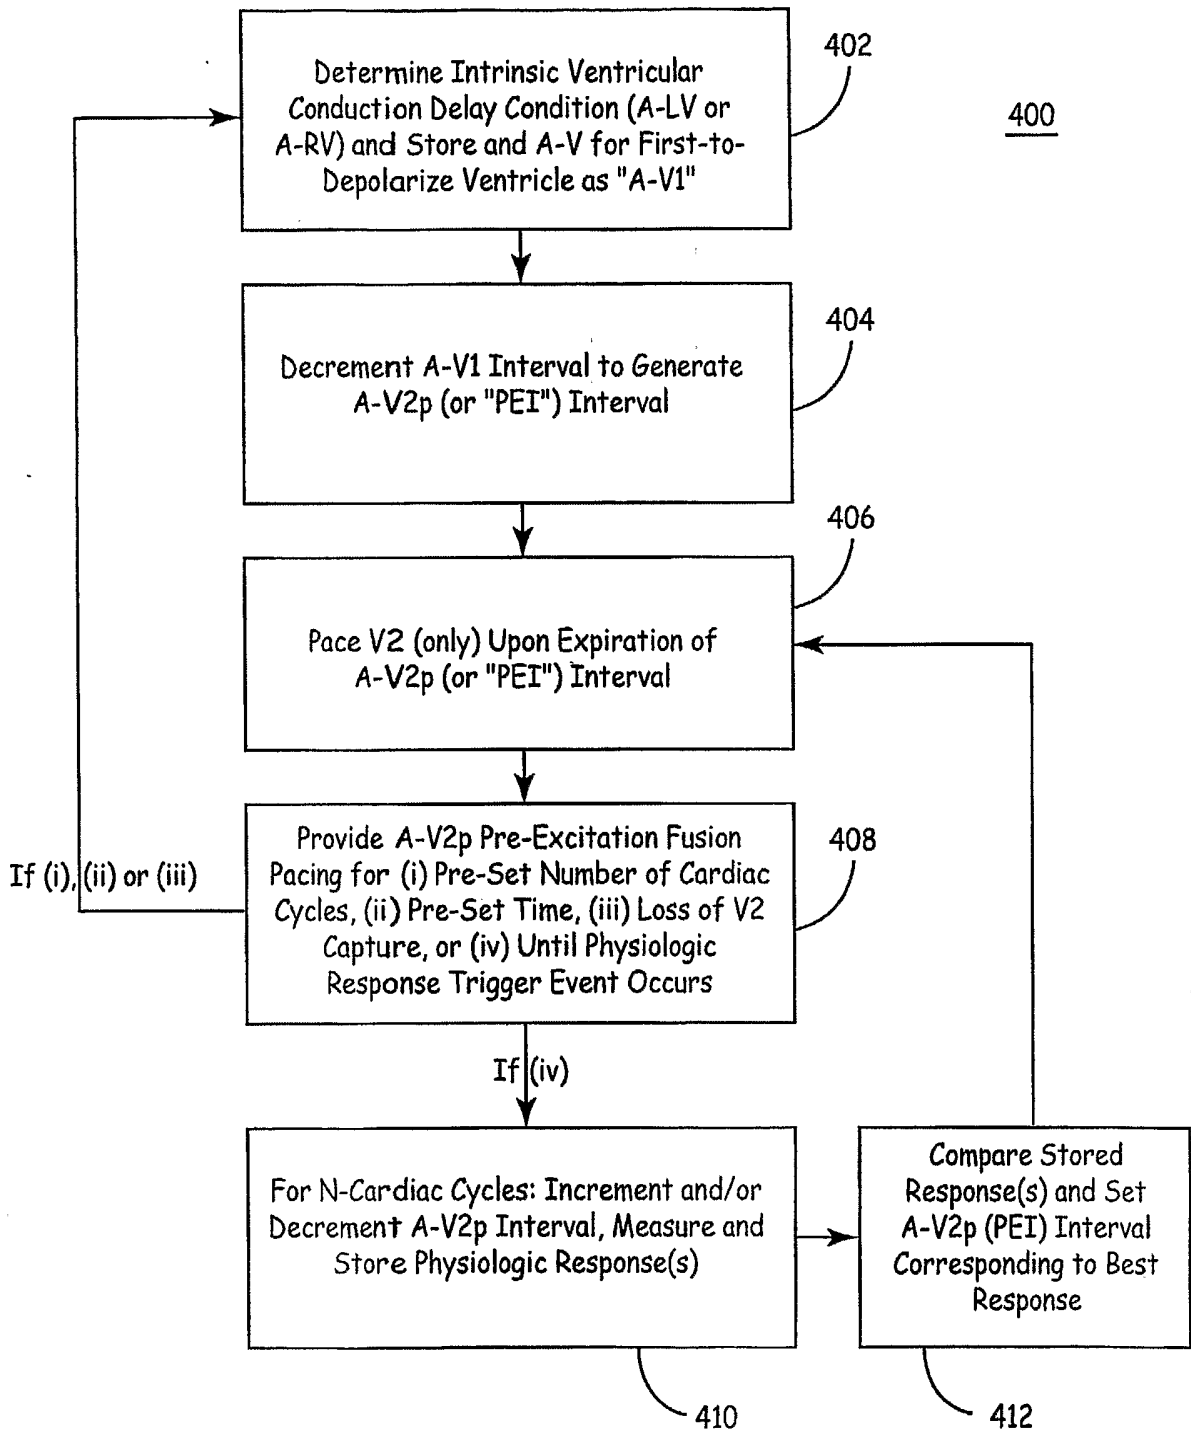 Determine Intrinsic Ventricular
Conduction Delay Condition (A-LV or
A-RV) and Store and A-V for First-to-
Depolarize Ventricle as "A-V1"
402
400
Decrement A-V1 Interval to Generate
A-V2p (or "PEI") Interval
404
Pace V2 (only) Upon Expiration of
A-V2p (or "PEI") Interval
406
Provide A-V2p Pre-Excitation Fusion
Pacing for (i) Pre-Set Number of Cardiac
Cycles, (ii) Pre-Set Time, (iii) Loss of V2
Capture, or (iv) Until Physiologic
Response Trigger Event Occurs
408
If (i), (ii) or (iii)
If (iv)
For N-Cardiac Cycles: Increment and/or
Decrement A-V2p Interval, Measure and
Store Physiologic Response(s)
410
Compare Stored
Response(s) and Set
A-V2p (PEI) Interval
Corresponding to Best
Response
412